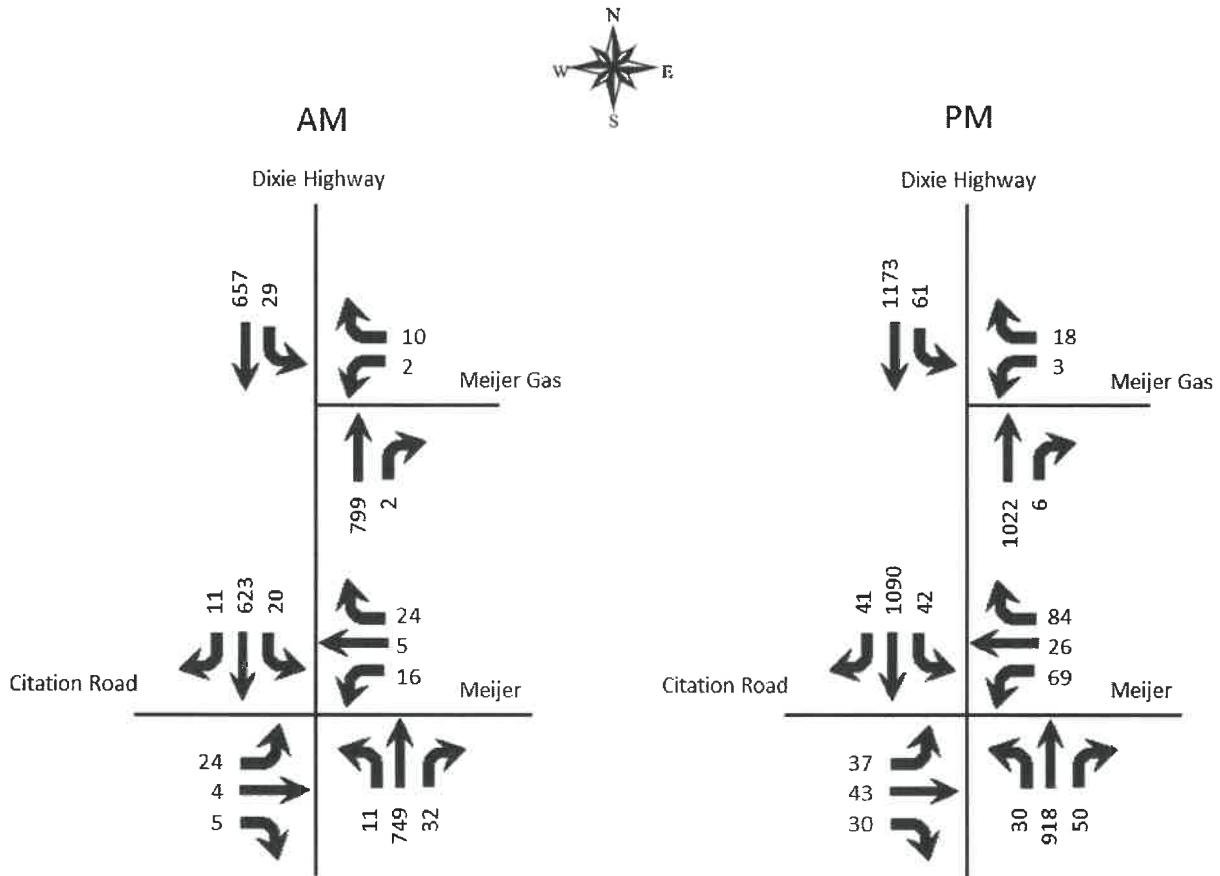 N
W E
S
AM PM
Dixie Highway Dixie Highway
657 29 1173 61
10 18
2 3
Meijer Gas Meijer Gas
799 2 1022 6
11 623 20 41 1090 42
24 84
5 26
16 69
Citation Road Meijer Citation Road Meijer
24 37
4 43
5 30
11 749 32 30 918 50